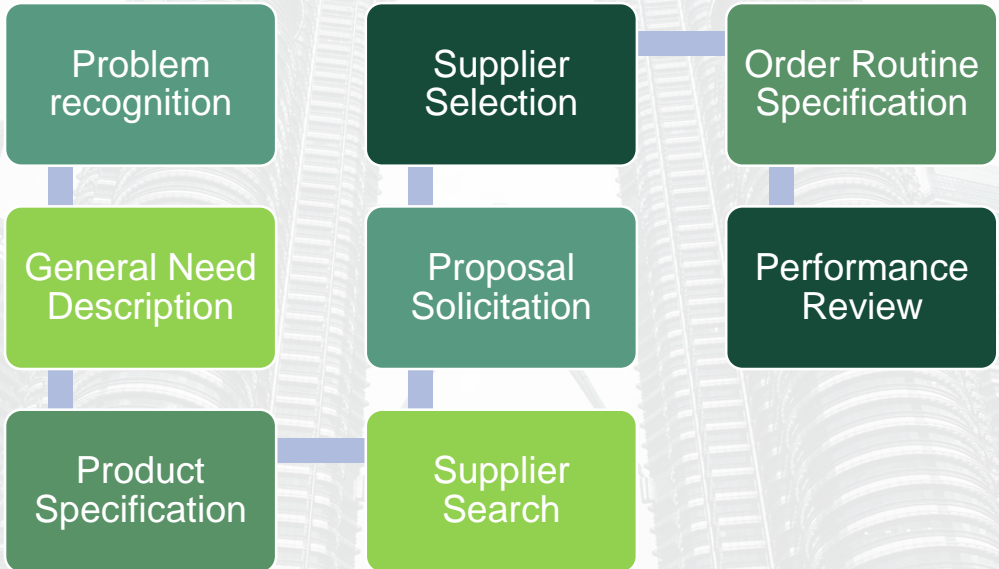 Problem
recognition
General Need
Description
Product
Specification
Supplier
Search
Proposal
Solicitation
Supplier
Selection
Order Routine
Specification
Performance
Review